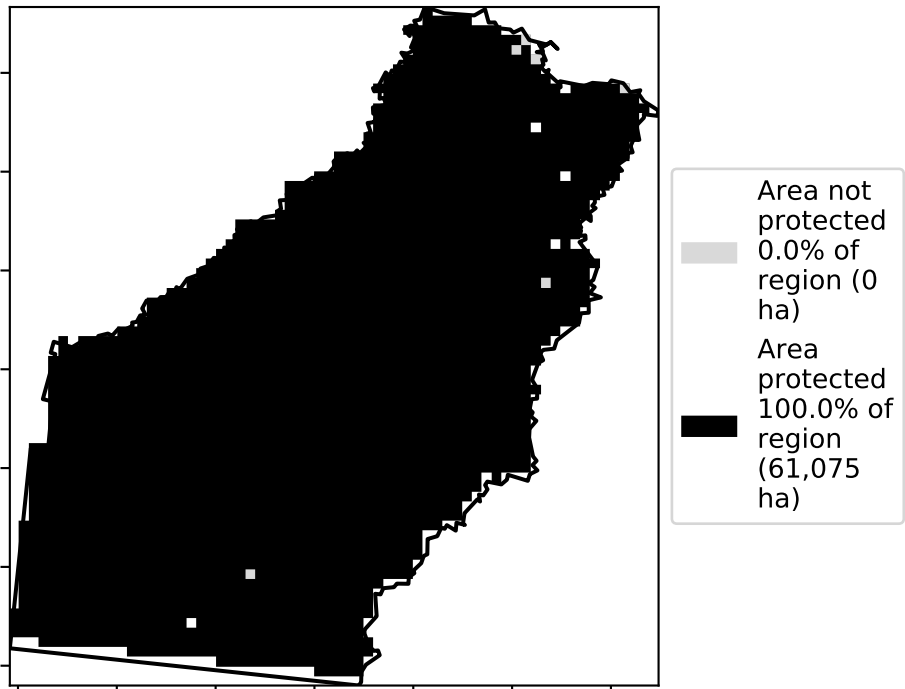 Area not
protected
0.0% of
region (0
ha)
Area
protected
100.0% of
region
(61,075
ha)